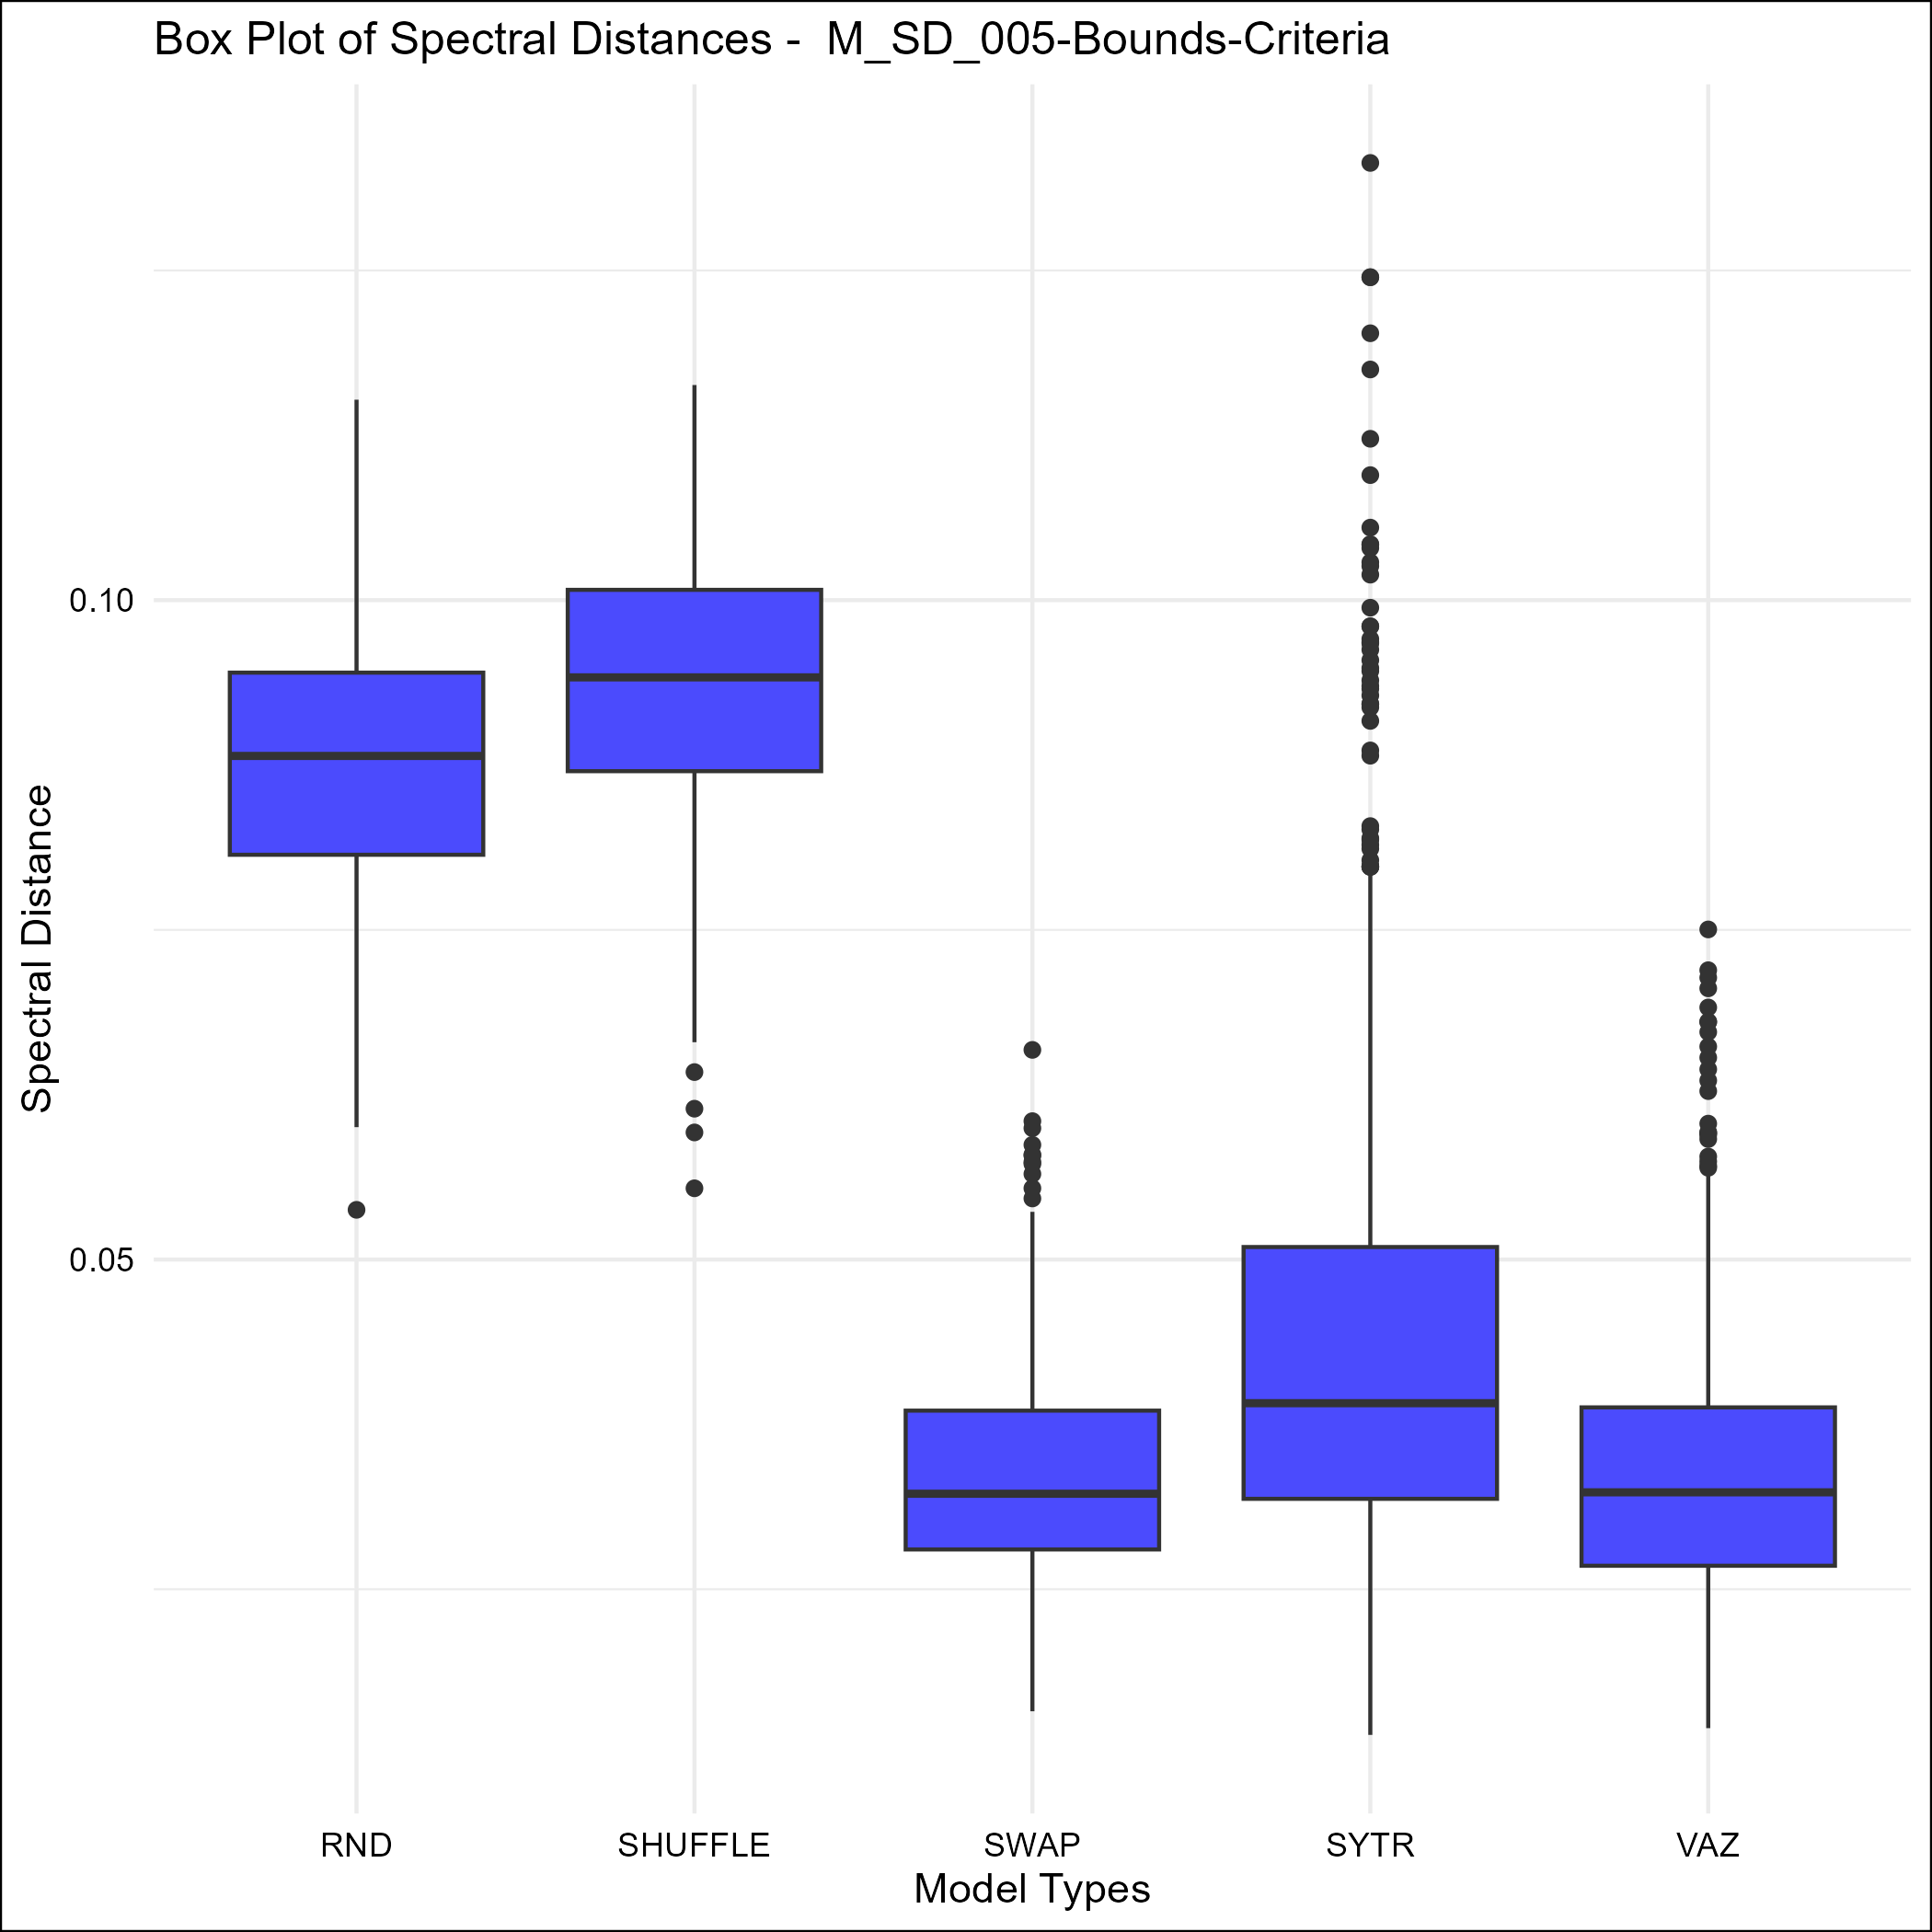 Box Plot of Spectral Distances -  M_SD_005-Bounds-Criteria
Spectral Distance
0.10
0.05
RND SHUFFLE SWAP SYTR VAZ
Model Types